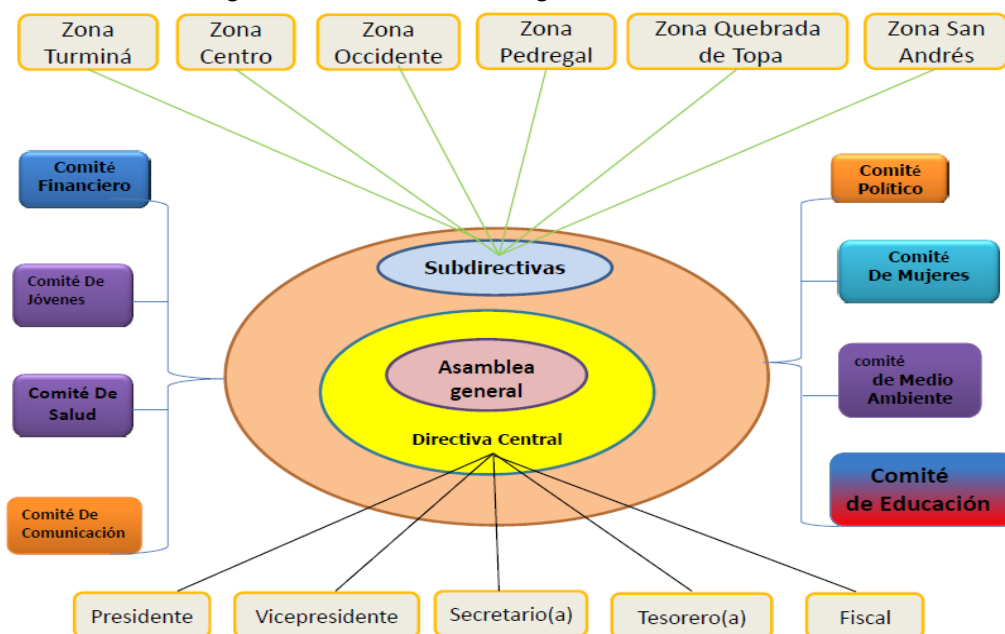 Zona
Turminá
Zona
Centro
Zona
Occidente
Zona
Pedregal
Zona Quebrada
de Topa
Zona San
Andrés
Comité
Financiero
Comité De
Jóvenes
Comité De
Salud
Comité De
Comunicación
Subdirectivas
Asamblea
general
Directiva Central
Comité
Político
Comité
De Mujeres
comité
de Medio
Ambiente
Comité
de Educación
Presidente
Vicepresidente
Secretario(a)
Tesorero(a)
Fiscal